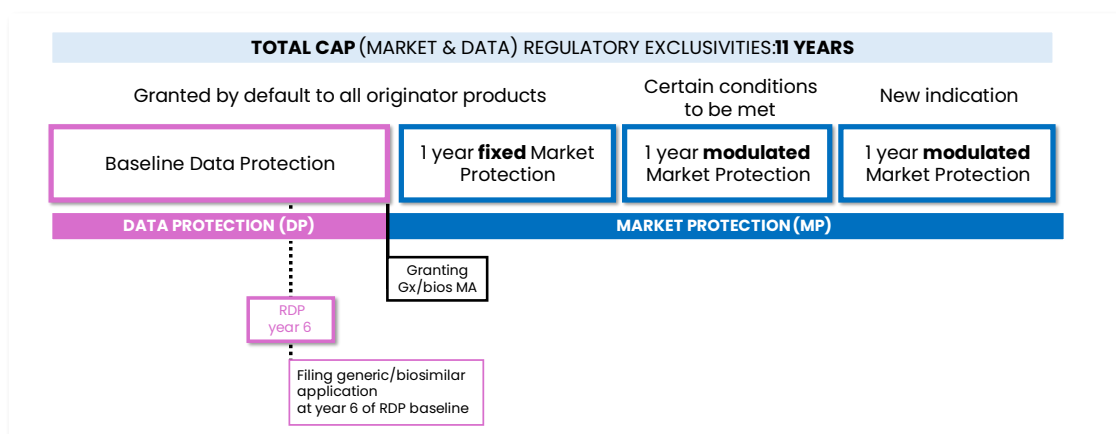 TOTAL CAP (MARKET & DATA) REGULATORY EXCLUSIVITIES:11 YEARS
Granted by default to all originator products
Certain conditions
to be met
New indication
Baseline Data Protection
1 year fixed Market
Protection
1 year modulated
Market Protection
1 year modulated
Market Protection
DATA PROTECTION (DP)
MARKET PROTECTION (MP)
Granting
Gx/bios MA
RDP
year 6
Filing generic/biosimilar
application
at year 6 of RDP baseline